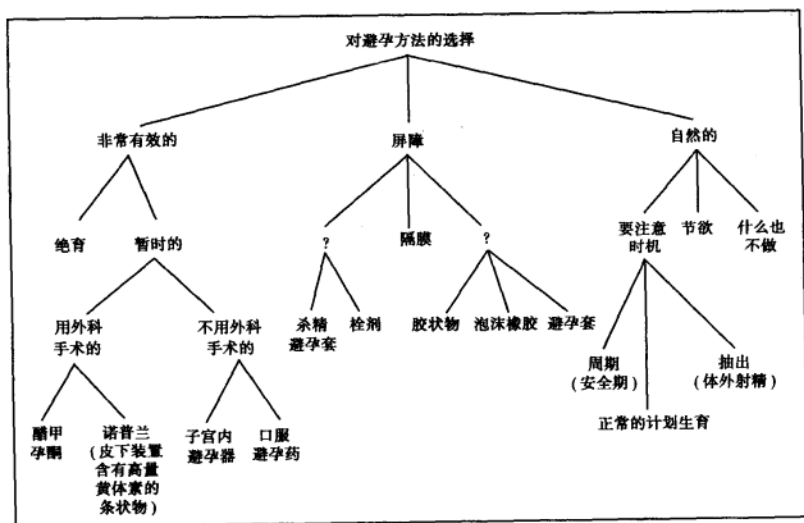 对避孕方法的选择
非常有效的
屏障
自然的
绝育
暂时的
?
隔膜
?
要注意
时机
节欲
什么也
不做
用外科
手术的
不用外科
手术的
杀精
避孕套
栓剂
胶状物
泡沫橡胶
避孕套
周期
(安全期)
抽出
(体外射精)
正常的计划生育
醋甲
孕酮
诺普兰
(皮下装置
含有高量
黄体素的
条状物)
子宫内
避孕器
口服
避孕药